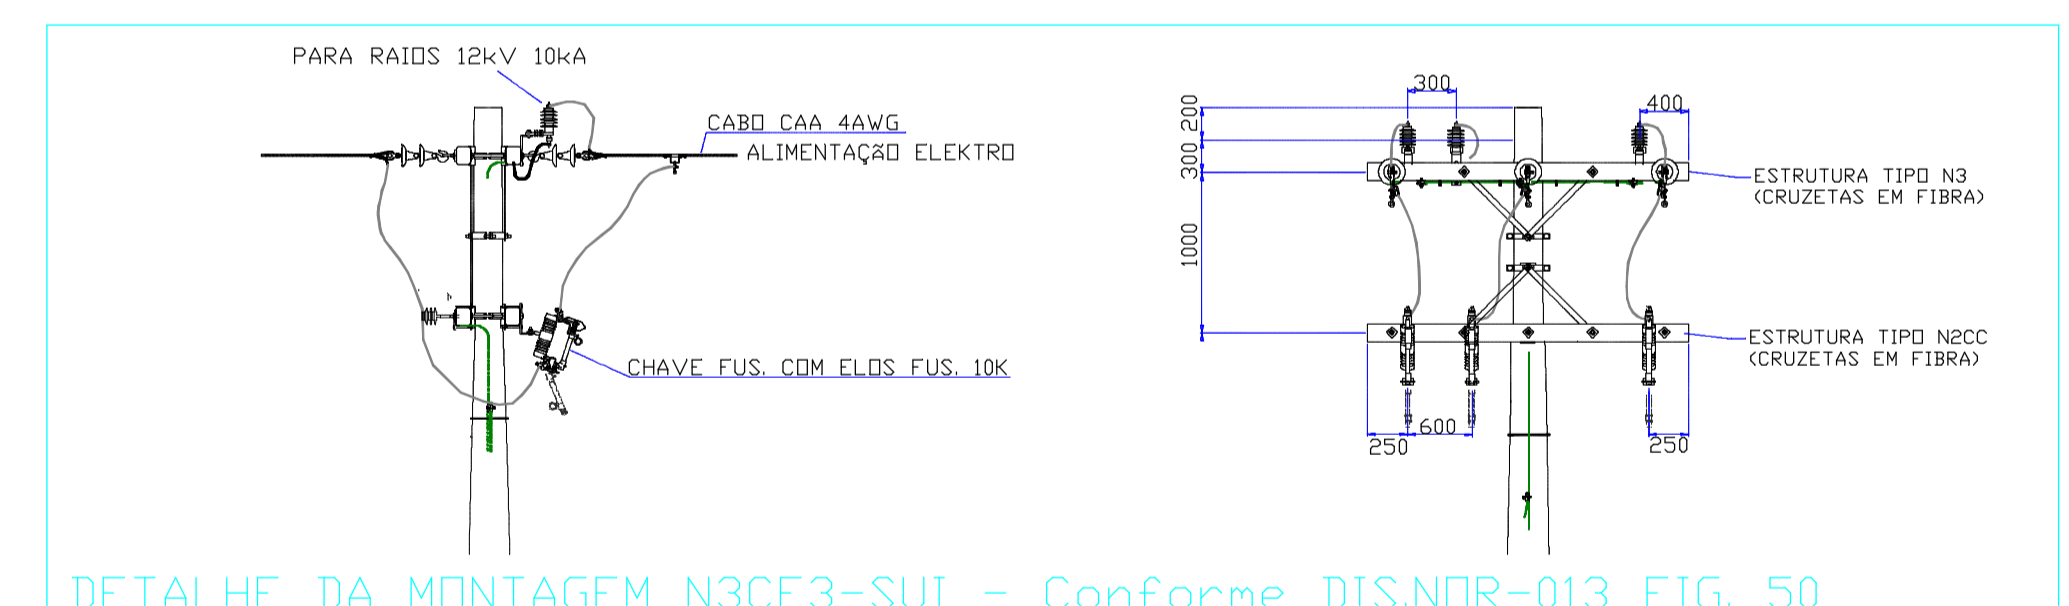 PARA RAIOS 12kV 10kA
CABO CAA 4AWG
ALIMENTAÇÃO ELEKTRO
CHAVE FUS. COM ELOS FUS. 10K
300
400
200
300
1000
ESTRUTURA TIPO N3
(CRUZETAS EM FIBRA)
ESTRUTURA TIPO N2CC
(CRUZETAS EM FIBRA)
250
600
250
DETALHE DA MONTAGEM N3CF3-SUI - Conforme DIS.NOR-013 FIG. 50